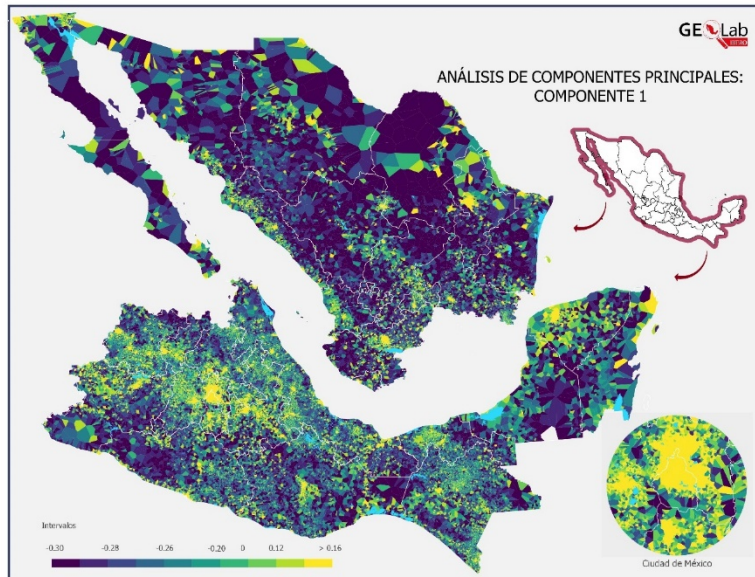 GEOLab
ANÁLISIS DE COMPONENTES PRINCIPALES:
COMPONENTE 1
Intervalos
-0.30 -0.28 -0.26 -0.20 0 0.12 > 0.16
Ciudad de México